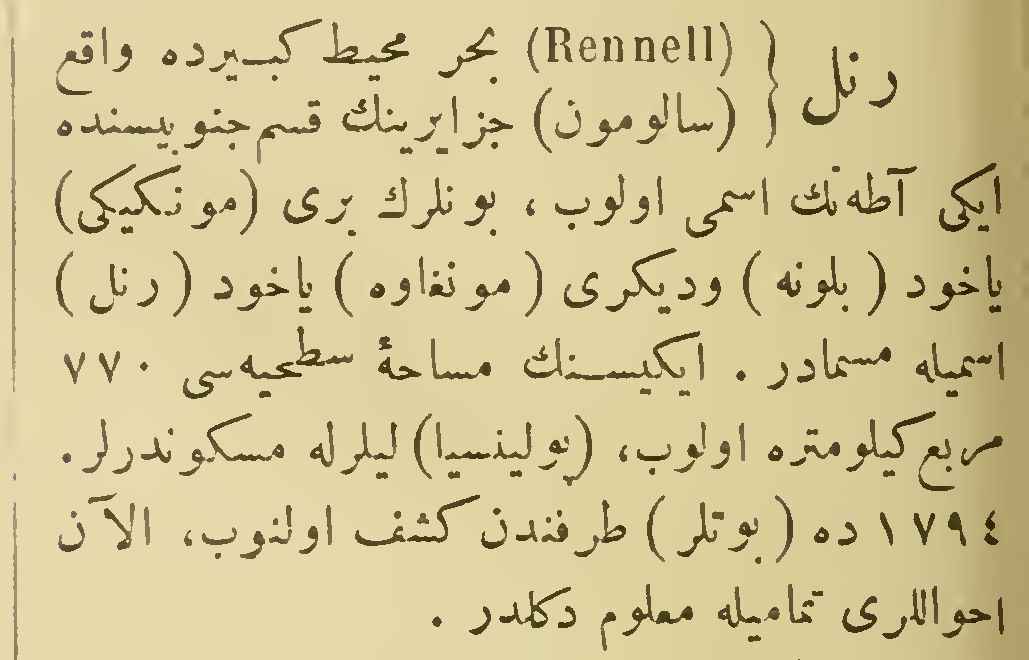 رنل { (Rennell) بحر محیط کبیرده واقع
(سالومون) جزایرینك قسم جنوبیسنده
ایکی آطه‌نك اسمی اولوب ، بونلرك بری (موننکیکی)
یاخود ( بلونه ) ودیکری ( مونغاوه ) یاخود ( رنل )
اسمیله مسمادر . ایکیسنك مساحهٔ سطحیه‌سی ۷۷۰
مربع کیلومتره اولوب، (پولینسیا) لیلرله مسکوندرلر .
۱۷۹٤ ده ( بوتلر ) طرفندن کشف اولنوب، الآن
احواللری تمامیله معلوم دکلدر .